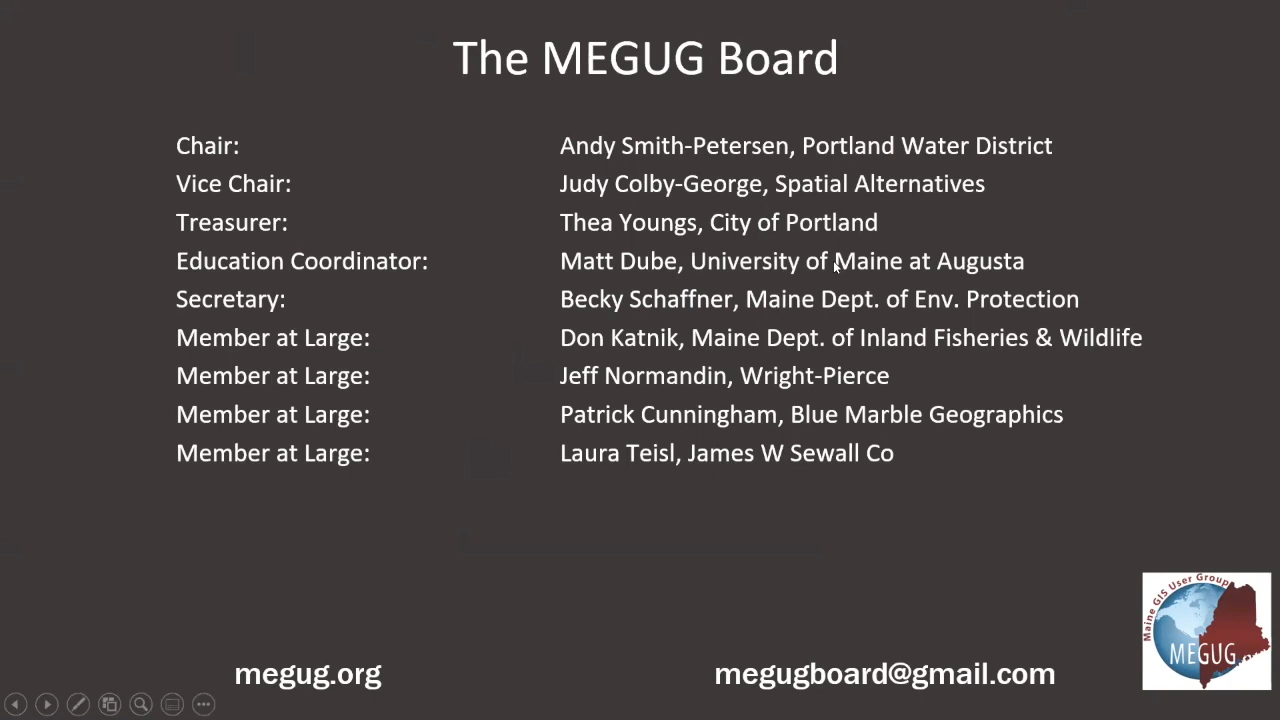 The MEGUG Board
Chair: Andy Smith-Petersen, Portland Water District
Vice Chair: Judy Colby-George, Spatial Alternatives
Treasurer: Thea Youngs, City of Portland
Education Coordinator: Matt Dube, University of Maine at Augusta
Secretary: Becky Schaffner, Maine Dept. of Env. Protection
Member at Large: Don Katnik, Maine Dept. of Inland Fisheries & Wildlife
Member at Large: Jeff Normandin, Wright-Pierce
Member at Large: Patrick Cunningham, Blue Marble Geographics
Member at Large: Laura Teisl, James W Sewall Co
Maine GIS User Group
MEGUG.org
megug.org megugboard@gmail.com